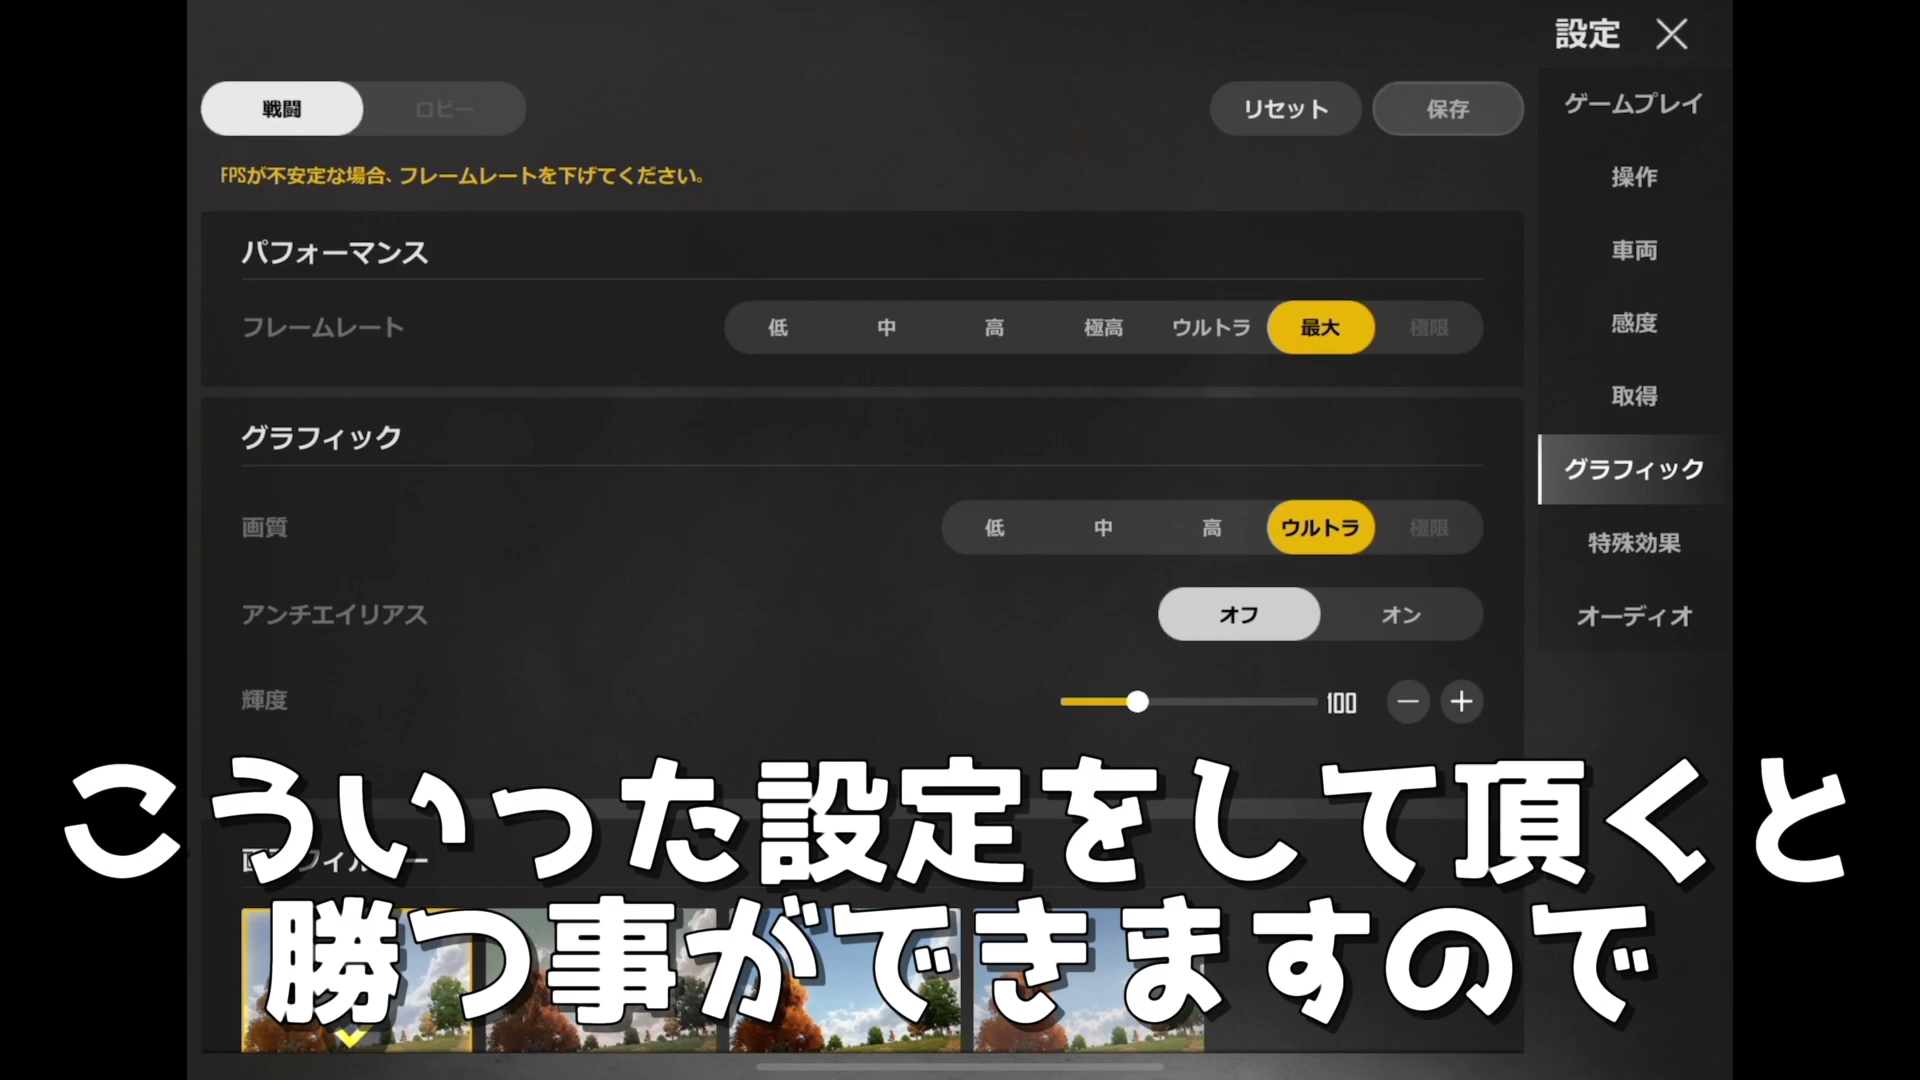 設定
戦闘 ロビー リセット 保存
FPSが不安定な場合、フレームレートを下げてください。
パフォーマンス
フレームレート 低 中 高 極高 ウルトラ 最大 極限
グラフィック
画質 低 中 高 ウルトラ 極限
アンチエイリアス オフ オン
輝度 100
ゲームプレイ
操作
車両
感度
取得
グラフィック
特殊効果
オーディオ
こういった設定をして頂くと
勝つ事ができますので